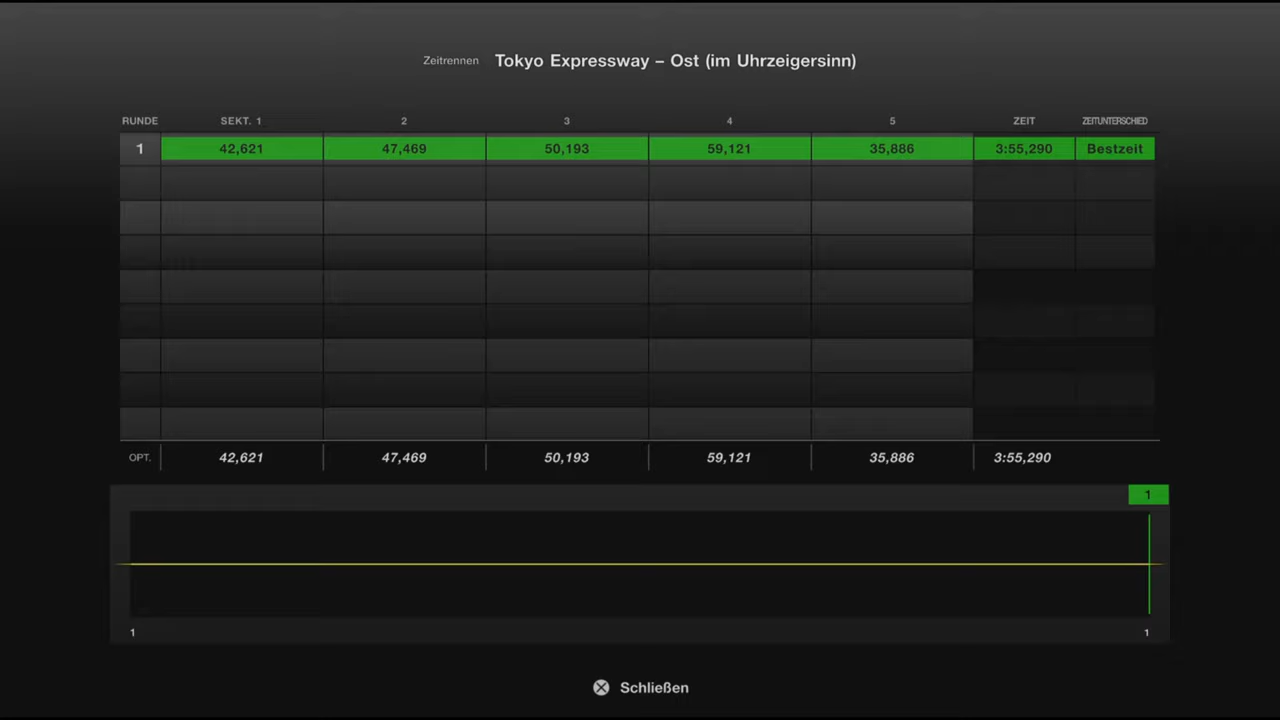 Zeitrennen Tokyo Expressway – Ost (im Uhrzeigersinn)
RUNDE SEKT. 1 2 3 4 5 ZEIT ZEITUNTERSCHIED
1 42,621 47,469 50,193 59,121 35,886 3:55,290 Bestzeit
OPT. 42,621 47,469 50,193 59,121 35,886 3:55,290
1
1 1
Schließen